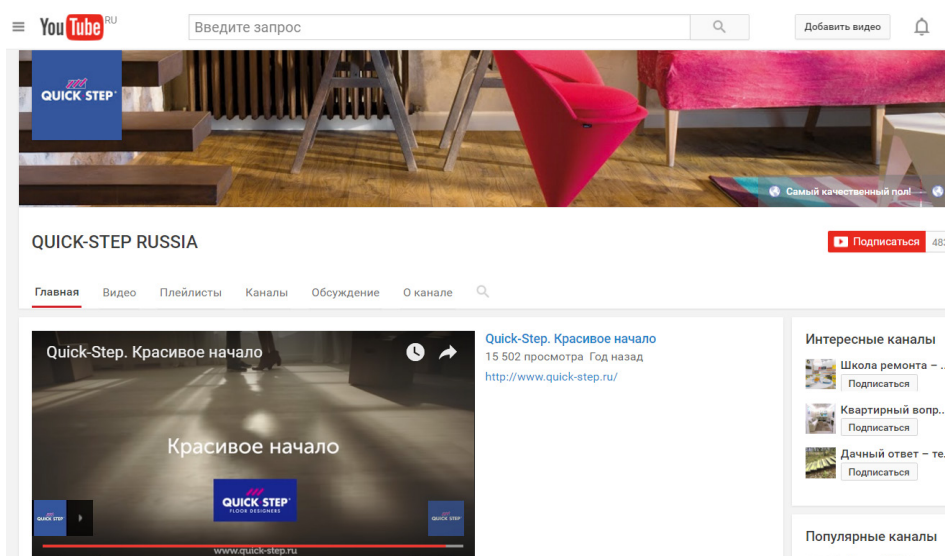 YouTube RU
Введите запрос
Добавить видео
QUICK STEP
Самый качественный пол!
QUICK-STEP RUSSIA
Подписаться 483
Главная Видео Плейлисты Каналы Обсуждение О канале
Quick-Step. Красивое начало
Красивое начало
QUICK STEP
FLOOR DESIGNERS
QUICK STEP
QUICK STEP
www.quick-step.ru
Quick-Step. Красивое начало
15 502 просмотра Год назад
http://www.quick-step.ru/
Интересные каналы
Школа ремонта – ...
Подписаться
Квартирный вопр...
Подписаться
Дачный ответ – те...
Подписаться
Популярные каналы